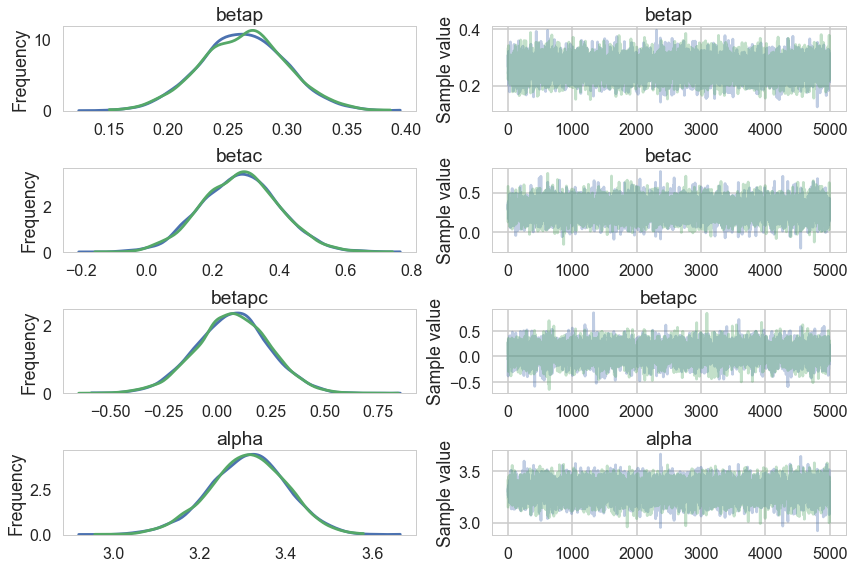 betap
Frequency
10
0
0.15 0.20 0.25 0.30 0.35 0.40
betap
Sample value
0.4
0.2
0 1000 2000 3000 4000 5000
betac
Frequency
2
0
−0.2 0.0 0.2 0.4 0.6 0.8
betac
Sample value
0.5
0.0
0 1000 2000 3000 4000 5000
betapc
Frequency
2
0
−0.50 −0.25 0.00 0.25 0.50 0.75
betapc
Sample value
0.5
0.0
−0.5
0 1000 2000 3000 4000 5000
alpha
Frequency
2.5
0.0
3.0 3.2 3.4 3.6
alpha
Sample value
3.5
3.0
0 1000 2000 3000 4000 5000